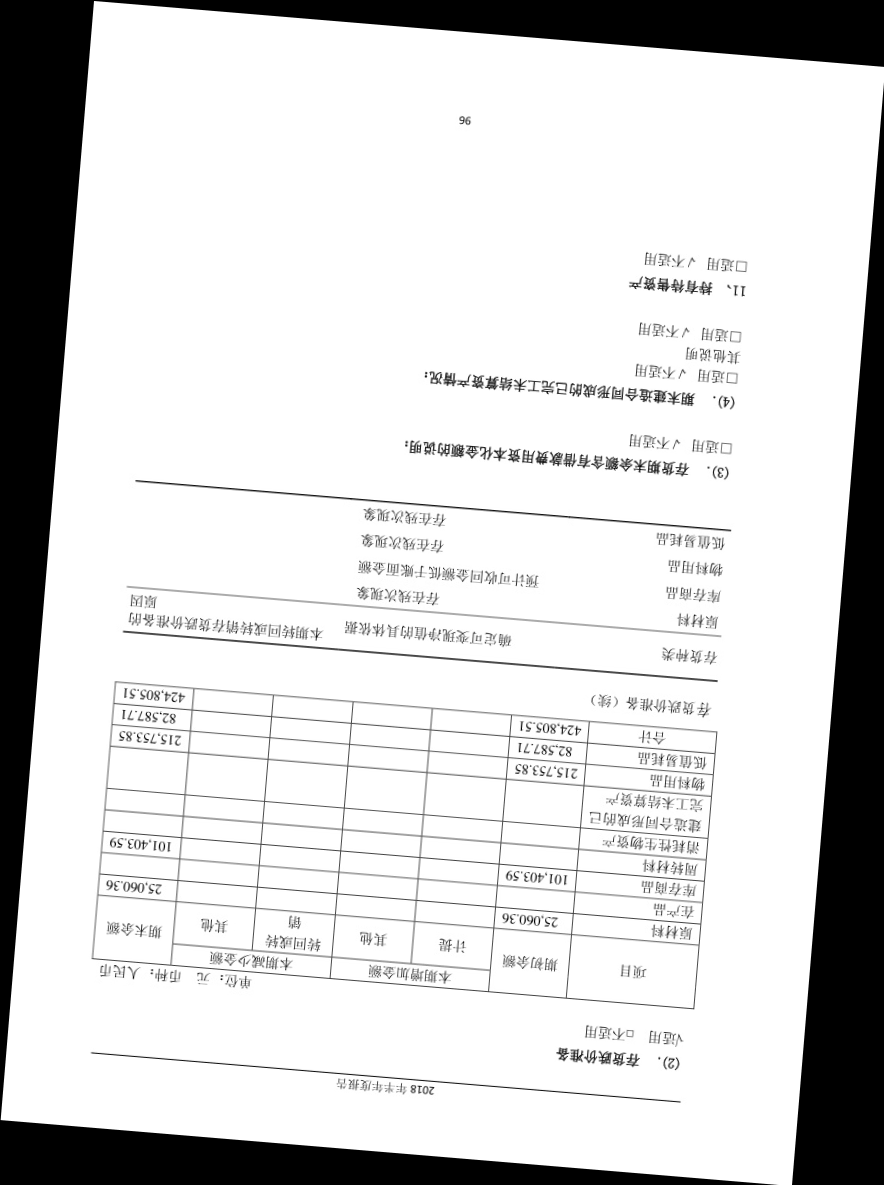 2018 年半年度报告
(2). 存货跌价准备
√适用 □不适用
单位：元 币种：人民币
项目 期初余额 本期增加金额 本期减少金额 期末余额
计提 其他 转回或转销 其他
原材料 25,060.36 25,060.36
在产品
库存商品 101,403.59 101,403.59
周转材料
消耗性生物资产
建造合同形成的已
完工未结算资产
物料用品 215,753.85 215,753.85
低值易耗品 82,587.71 82,587.71
合计 424,805.51 424,805.51
存货跌价准备（续）
存货种类 确定可变现净值的具体依据 本期转回或转销存货跌价准备的
原因
原材料 存在残次现象
库存商品 预计可收回金额低于账面金额
物料用品 存在残次现象
低值易耗品 存在残次现象
(3). 存货期末余额含有借款费用资本化金额的说明：
□适用 √不适用
(4). 期末建造合同形成的已完工未结算资产情况：
□适用 √不适用
其他说明
□适用 √不适用
11、 持有待售资产
□适用 √不适用
96